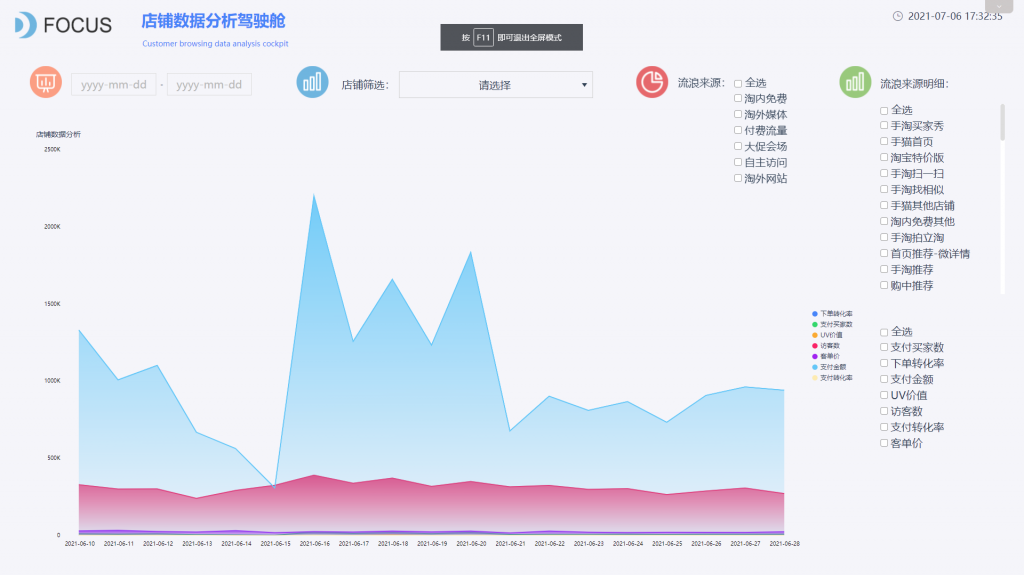 FOCUS
店铺数据分析驾驶舱
Customer browsing data analysis cockpit
按 F11 即可退出全屏模式
2021-07-06 17:32:35
yyyy-mm-dd - yyyy-mm-dd
店铺筛选：
请选择
流浪来源：
全选
淘内免费
淘外媒体
付费流量
大促会场
自主访问
淘外网站
流浪来源明细：
全选
手淘买家秀
手猫首页
淘宝特价版
手淘扫一扫
手淘找相似
手猫其他店铺
淘内免费其他
手淘拍立淘
首页推荐-微详情
手淘推荐
购中推荐
店铺数据分析
2500K
2000K
1500K
1000K
500K
0
2021-06-10 2021-06-11 2021-06-12 2021-06-13 2021-06-14 2021-06-15 2021-06-16 2021-06-17 2021-06-18 2021-06-19 2021-06-20 2021-06-21 2021-06-22 2021-06-23 2021-06-24 2021-06-25 2021-06-26 2021-06-27 2021-06-28
下单转化率
支付买家数
UV价值
访客数
客单价
支付金额
支付转化率
全选
支付买家数
下单转化率
支付金额
UV价值
访客数
支付转化率
客单价